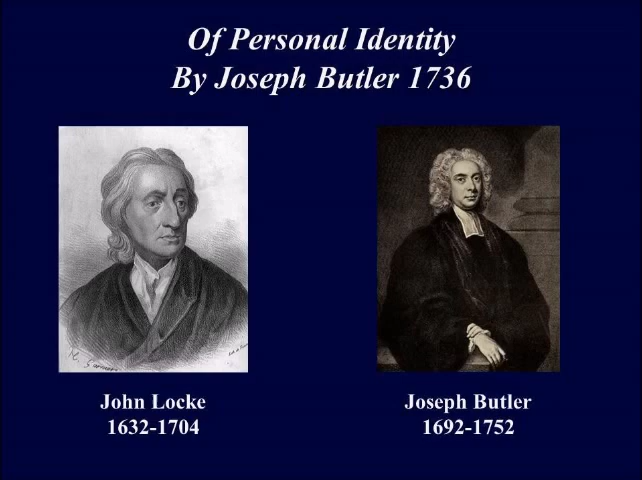 Of Personal Identity
By Joseph Butler 1736
John Locke
1632-1704
Joseph Butler
1692-1752